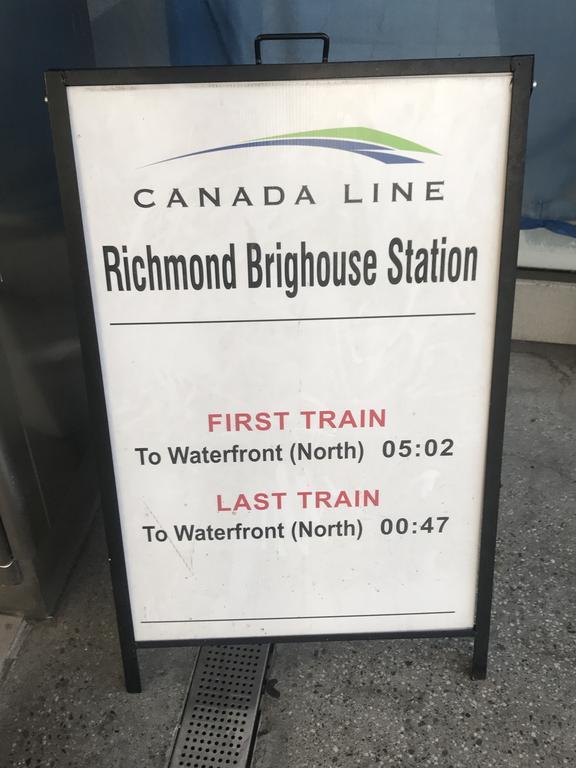 CANADA LINE
Richmond Brighouse Station
FIRST TRAIN
To Waterfront (North) 05:02
LAST TRAIN
To Waterfront (North) 00:47